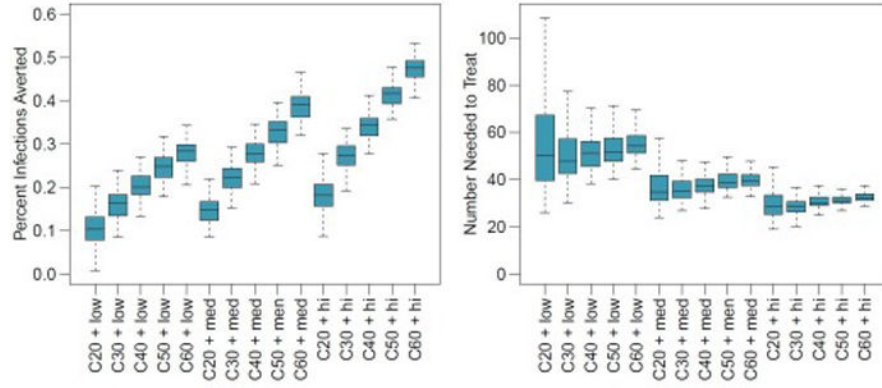 Percent Infections Averted
0.6
0.5
0.4
0.3
0.2
0.1
0.0
C20 + low
C30 + low
C40 + low
C50 + low
C60 + low
C20 + med
C30 + med
C40 + med
C50 + men
C60 + med
C20 + hi
C30 + hi
C40 + hi
C50 + hi
C60 + hi
Number Needed to Treat
100
80
60
40
20
0
C20 + low
C30 + low
C40 + low
C50 + low
C60 + low
C20 + med
C30 + med
C40 + med
C50 + men
C60 + med
C20 + hi
C30 + hi
C40 + hi
C50 + hi
C60 + hi